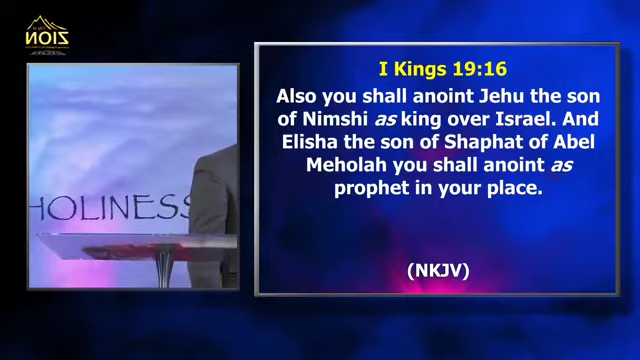 ZION
HOLINESS
I Kings 19:16
Also you shall anoint Jehu the son
of Nimshi as king over Israel. And
Elisha the son of Shaphat of Abel
Meholah you shall anoint as
prophet in your place.
(NKJV)